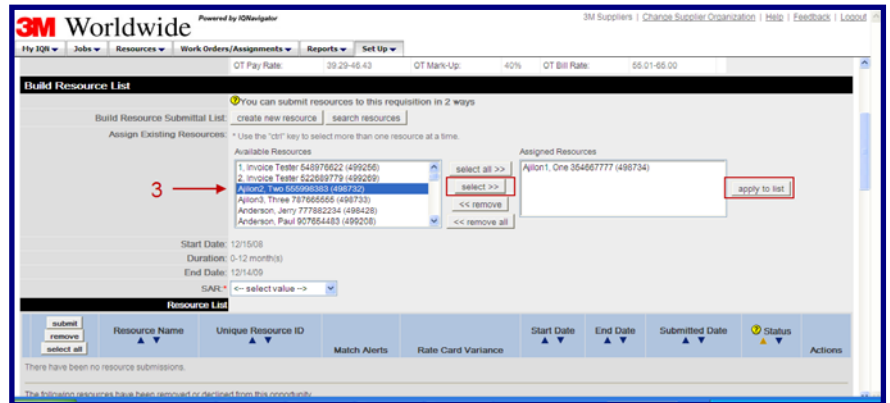 3M Worldwide Powered by IQNavigator
3M Suppliers | Change Supplier Organization | Help | Feedback | Logout
My IQN Jobs Resources Work Orders/Assignments Reports Set Up
OT Pay Rate: 39.29-46.43 OT Mark-Up: 40% OT Bill Rate: 55.01-65.00
Build Resource List
You can submit resources to this requisition in 2 ways
Build Resource Submittal List: create new resource search resources
Assign Existing Resources: * Use the "ctrl" key to select more than one resource at a time.
Available Resources Assigned Resources
1, Invoice Tester 548976622 (499256)
2, Invoice Tester 522689779 (499269)
Ajilon2, Two 555998383 (498732)
Ajilon3, Three 787665555 (498733)
Anderson, Jerry 777882234 (498428)
Anderson, Paul 907654483 (499208)
select all >>
select >>
<< remove
<< remove all
Ajilon1, One 354667777 (498734)
apply to list
3
Start Date: 12/15/08
Duration: 0-12 month(s)
End Date: 12/14/09
SAR:* <-- select value -->
Resource List
submit
remove
select all
Resource Name Unique Resource ID Match Alerts Rate Card Variance Start Date End Date Submitted Date Status Actions
There have been no resource submissions.
The following resources have been removed or declined from this opportunity